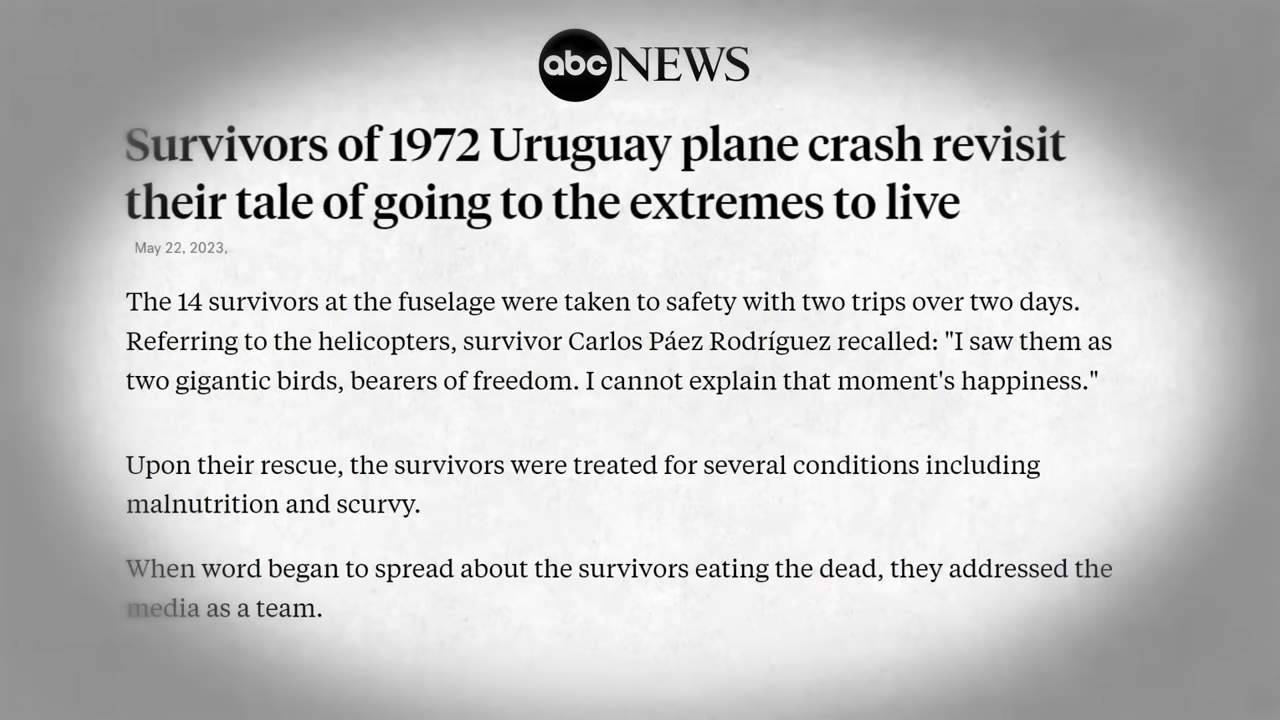 abc NEWS
Survivors of 1972 Uruguay plane crash revisit
their tale of going to the extremes to live
May 22, 2023,
The 14 survivors at the fuselage were taken to safety with two trips over two days.
Referring to the helicopters, survivor Carlos Páez Rodríguez recalled: "I saw them as
two gigantic birds, bearers of freedom. I cannot explain that moment's happiness."
Upon their rescue, the survivors were treated for several conditions including
malnutrition and scurvy.
When word began to spread about the survivors eating the dead, they addressed the
media as a team.